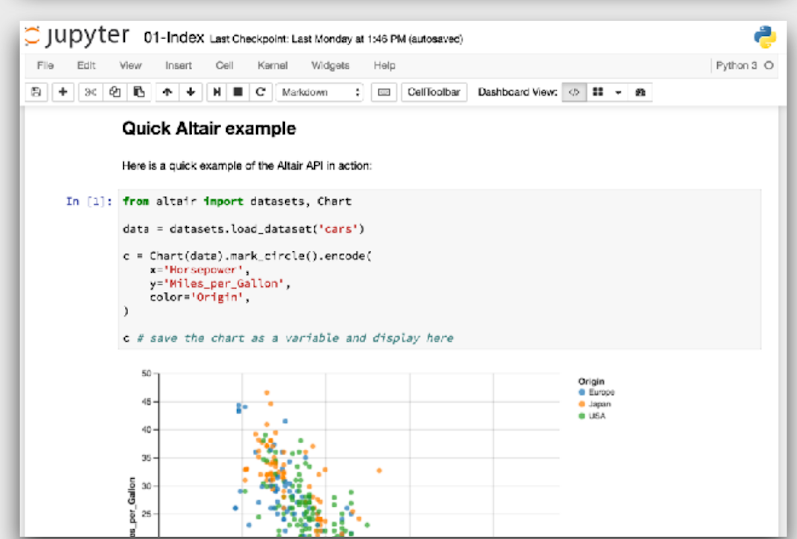 jupyter 01-Index Last Checkpoint: Last Monday at 1:46 PM (autosaved)
File Edit View Insert Cell Kernel Widgets Help Python 3
Markdown CellToolbar Dashboard View:
Quick Altair example
Here is a quick example of the Altair API in action:
In [1]: from altair import datasets, Chart
data = datasets.load_dataset('cars')
c = Chart(data).mark_circle().encode(
x='Horsepower',
y='Miles_per_Gallon',
color='Origin',
)
c # save the chart as a variable and display here
50
45
40
35
30
25
es_per_Gallon
Origin
Europe
Japan
USA